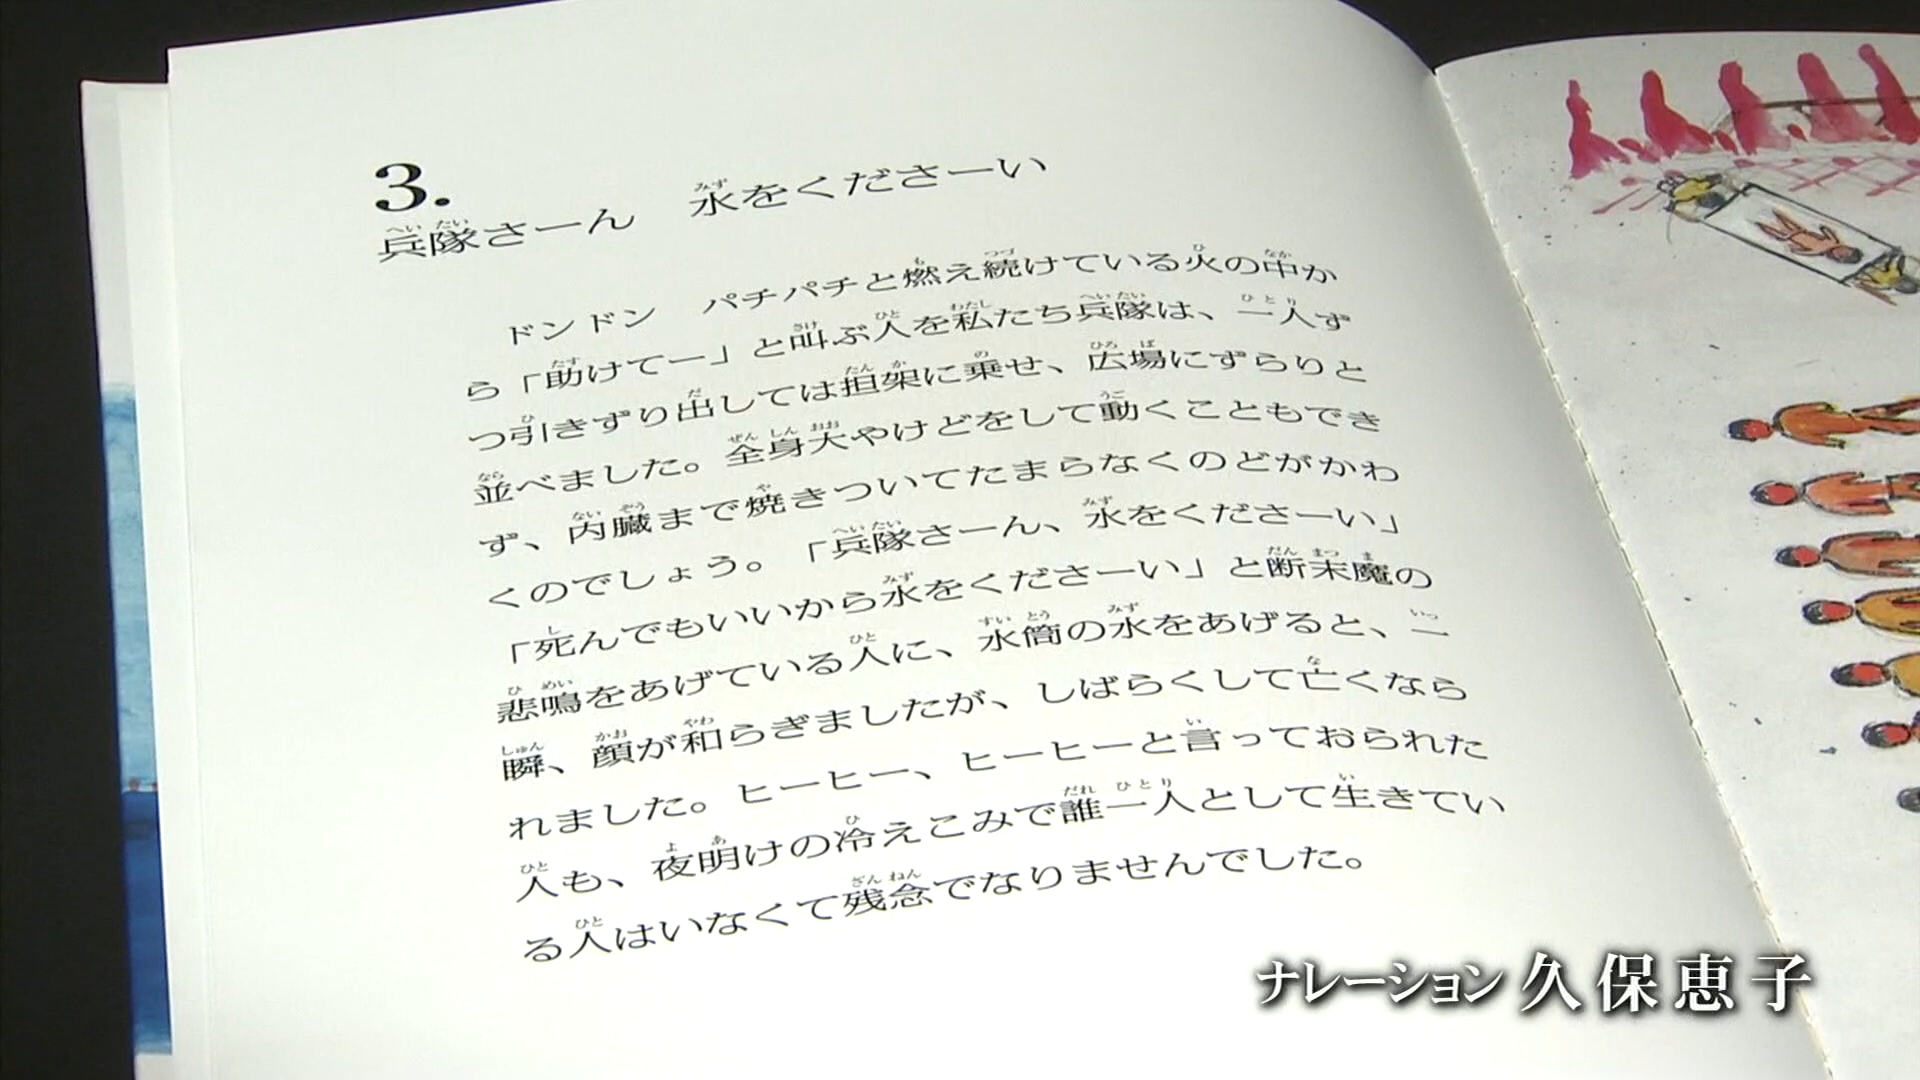 3.
兵隊さーん 水をくださーい
ドンドン パチパチと燃え続けている火の中か
ら「助けてー」と叫ぶ人を私たち兵隊は、一人ず
つ引きずり出しては担架に乗せ、広場にずらりと
並べました。全身大やけどをして動くこともでき
ず、内臓まで焼きついてたまらなくのどがかわ
くのでしょう。「兵隊さーん、水をくださーい」
「死んでもいいから水をくださーい」と断末魔の
悲鳴をあげている人に、水筒の水をあげると、一
瞬、顔が和らぎましたが、しばらくして亡くなら
れました。ヒーヒー、ヒーヒーと言っておられた
人も、夜明けの冷えこみで誰一人として生きてい
る人はいなくて残念でなりませんでした。
ナレーション 久保恵子